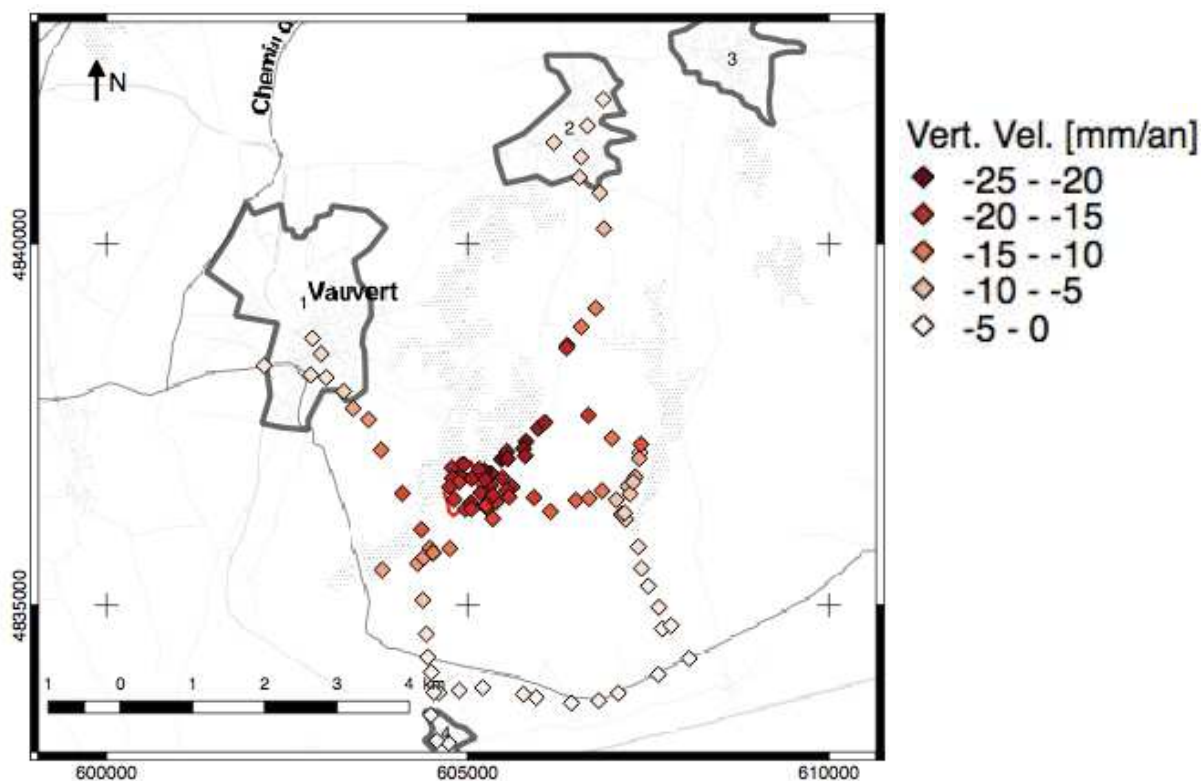 Chemin d
N
3
2
1 Vauvert
4
1 0 1 2 3 4 km
4840000
4835000
600000 605000 610000
Vert. Vel. [mm/an]
-25 - -20
-20 - -15
-15 - -10
-10 - -5
-5 - 0